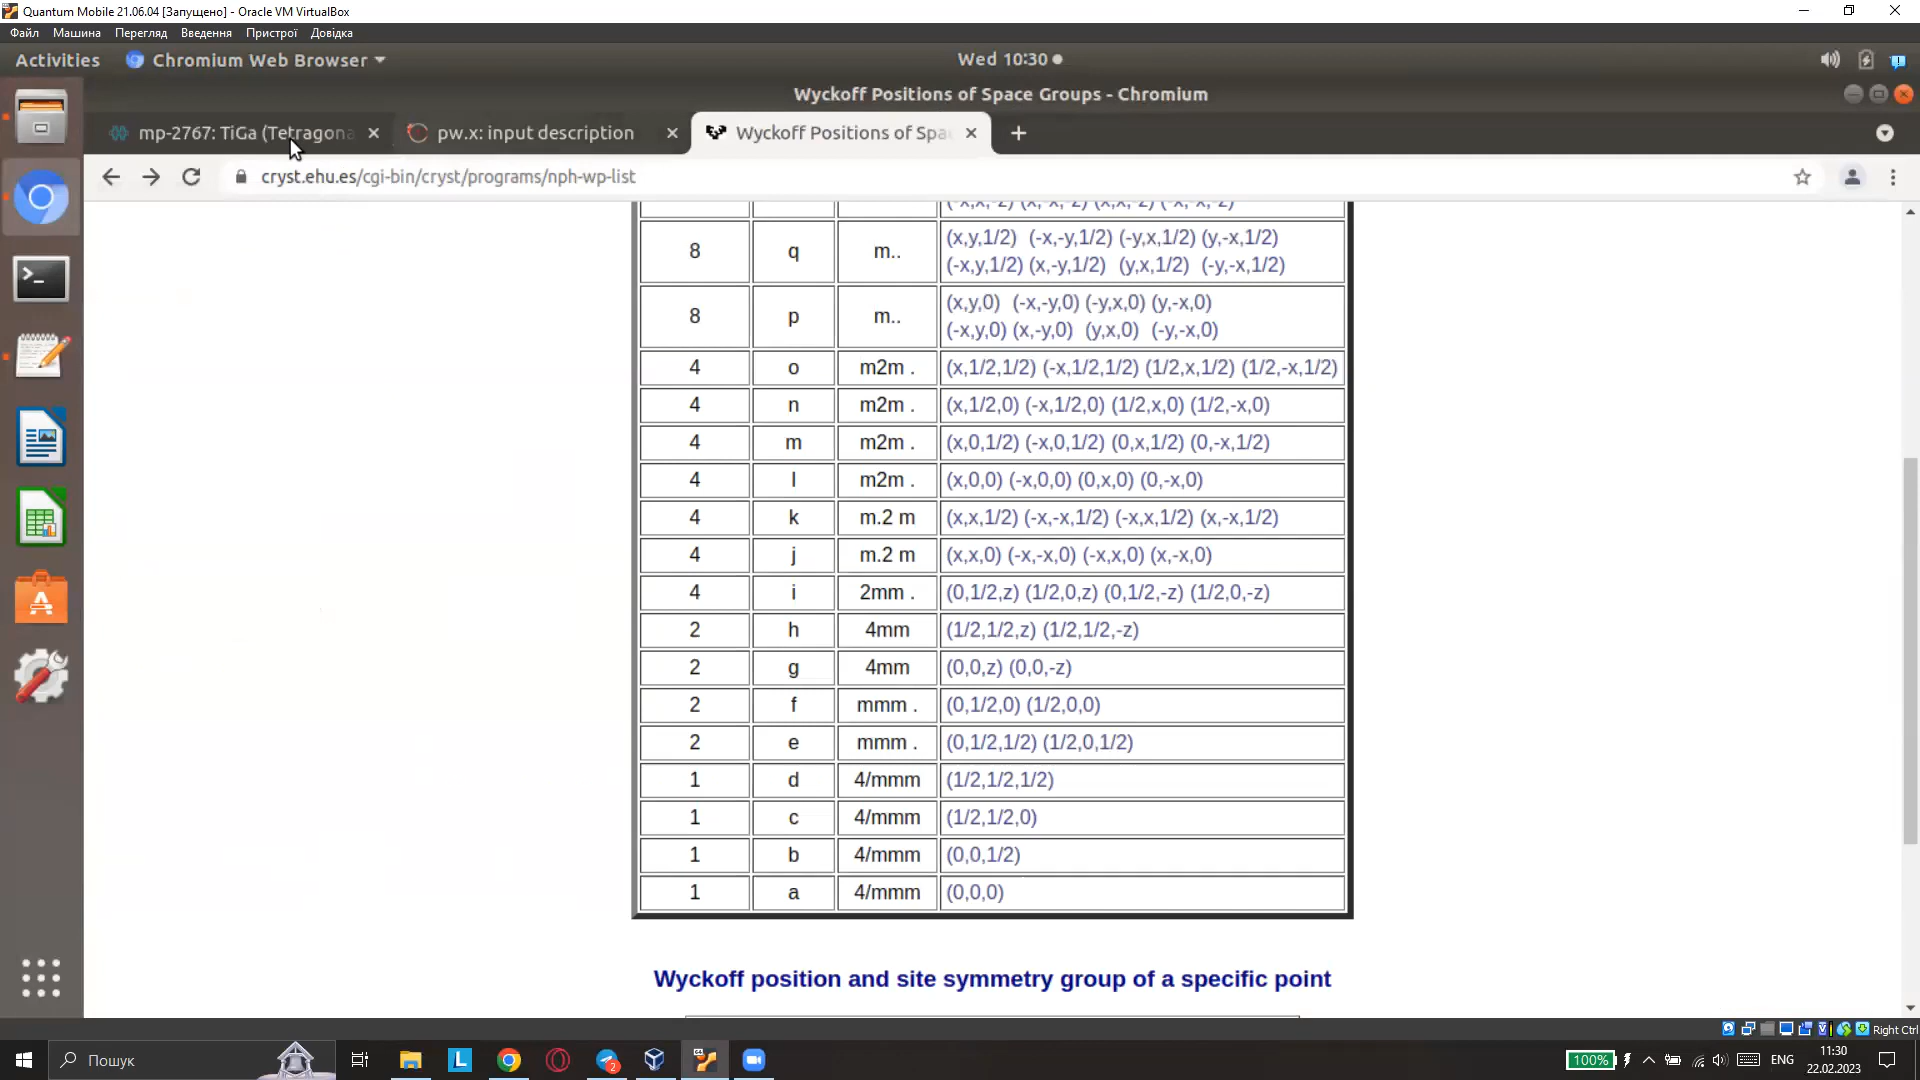 Quantum Mobile 21.06.04 [Запущено] - Oracle VM VirtualBox
Файл Машина Перегляд Введення Пристрої Довідка
Activities Chromium Web Browser Wed 10:30
Wyckoff Positions of Space Groups - Chromium
mp-2767: TiGa (Tetragona pw.x: input description Wyckoff Positions of Spa
cryst.ehu.es/cgi-bin/cryst/programs/nph-wp-list
(-x,x,-z) (x,-x,-z) (x,x,-z) (-x,-x,-z)
8 q m.. (x,y,1/2) (-x,-y,1/2) (-y,x,1/2) (y,-x,1/2)
(-x,y,1/2) (x,-y,1/2) (y,x,1/2) (-y,-x,1/2)
8 p m.. (x,y,0) (-x,-y,0) (-y,x,0) (y,-x,0)
(-x,y,0) (x,-y,0) (y,x,0) (-y,-x,0)
4 o m2m . (x,1/2,1/2) (-x,1/2,1/2) (1/2,x,1/2) (1/2,-x,1/2)
4 n m2m . (x,1/2,0) (-x,1/2,0) (1/2,x,0) (1/2,-x,0)
4 m m2m . (x,0,1/2) (-x,0,1/2) (0,x,1/2) (0,-x,1/2)
4 l m2m . (x,0,0) (-x,0,0) (0,x,0) (0,-x,0)
4 k m.2 m (x,x,1/2) (-x,-x,1/2) (-x,x,1/2) (x,-x,1/2)
4 j m.2 m (x,x,0) (-x,-x,0) (-x,x,0) (x,-x,0)
4 i 2mm . (0,1/2,z) (1/2,0,z) (0,1/2,-z) (1/2,0,-z)
2 h 4mm (1/2,1/2,z) (1/2,1/2,-z)
2 g 4mm (0,0,z) (0,0,-z)
2 f mmm . (0,1/2,0) (1/2,0,0)
2 e mmm . (0,1/2,1/2) (1/2,0,1/2)
1 d 4/mmm (1/2,1/2,1/2)
1 c 4/mmm (1/2,1/2,0)
1 b 4/mmm (0,0,1/2)
1 a 4/mmm (0,0,0)
Wyckoff position and site symmetry group of a specific point
Right Ctrl
Пошук 2 100% ENG 11:30
22.02.2023